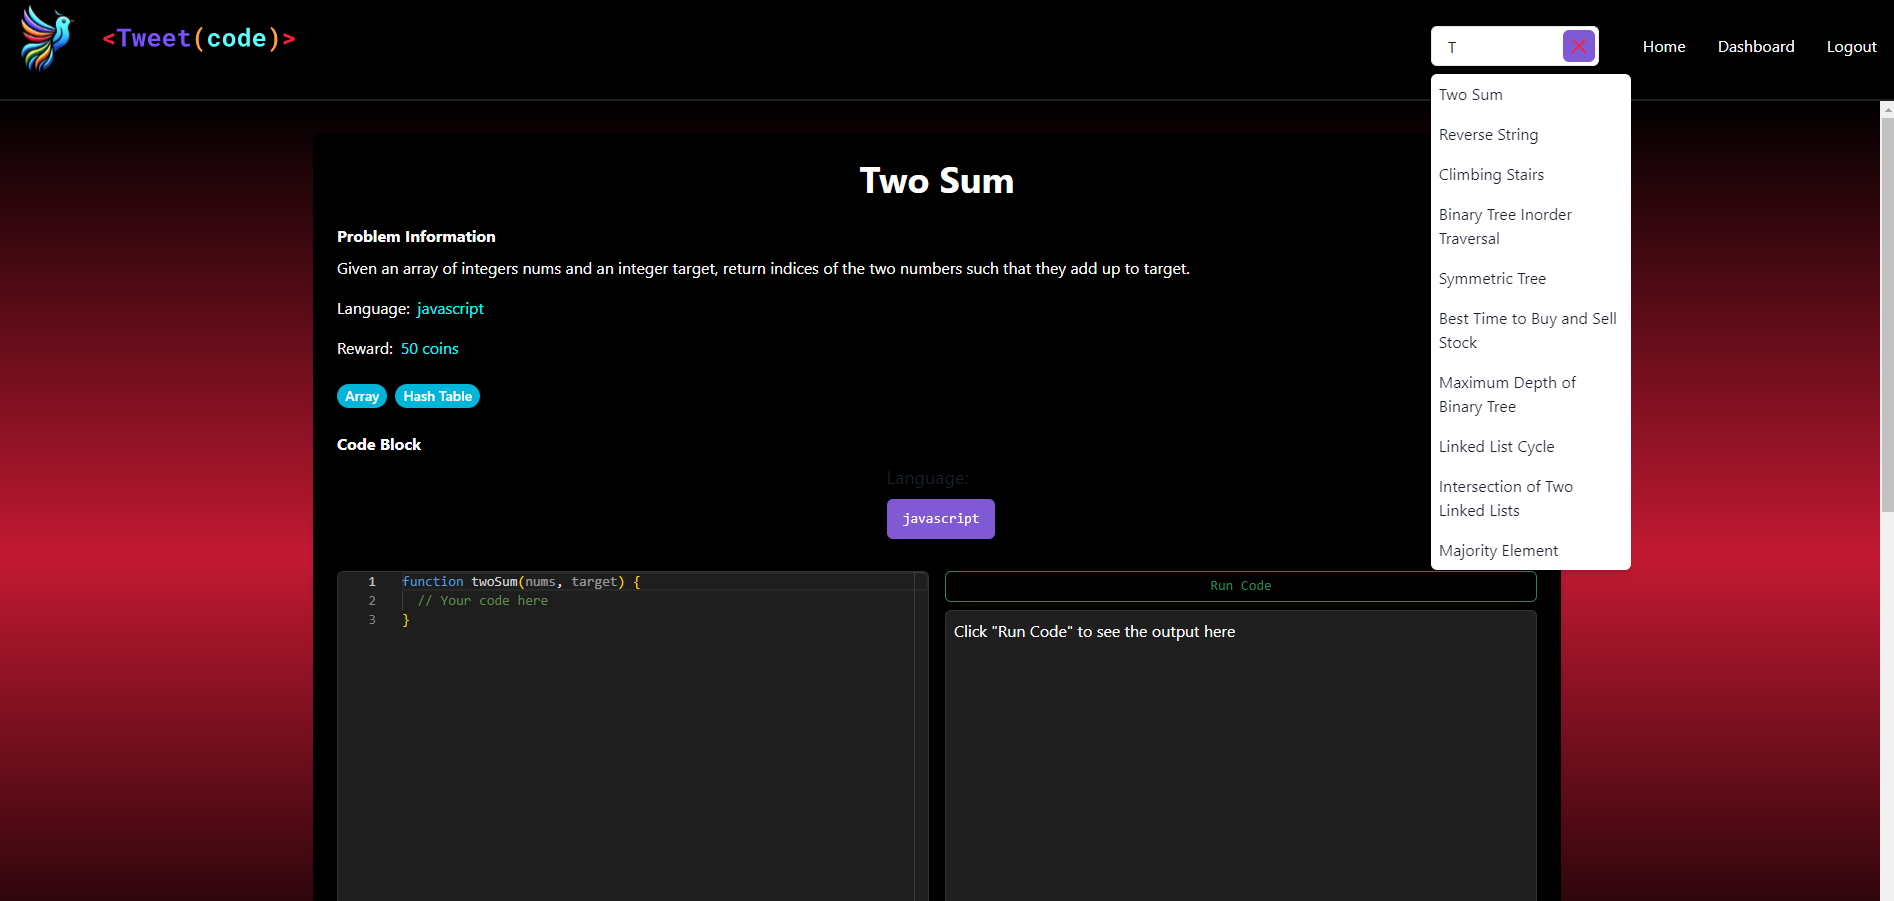 <Tweet(code)>
T
Home
Dashboard
Logout
Two Sum
Reverse String
Climbing Stairs
Binary Tree Inorder
Traversal
Symmetric Tree
Best Time to Buy and Sell
Stock
Maximum Depth of
Binary Tree
Linked List Cycle
Intersection of Two
Linked Lists
Majority Element
Two Sum
Problem Information
Given an array of integers nums and an integer target, return indices of the two numbers such that they add up to target.
Language: javascript
Reward: 50 coins
Array Hash Table
Code Block
Language:
javascript
1 function twoSum(nums, target) {
2 // Your code here
3 }
Run Code
Click "Run Code" to see the output here